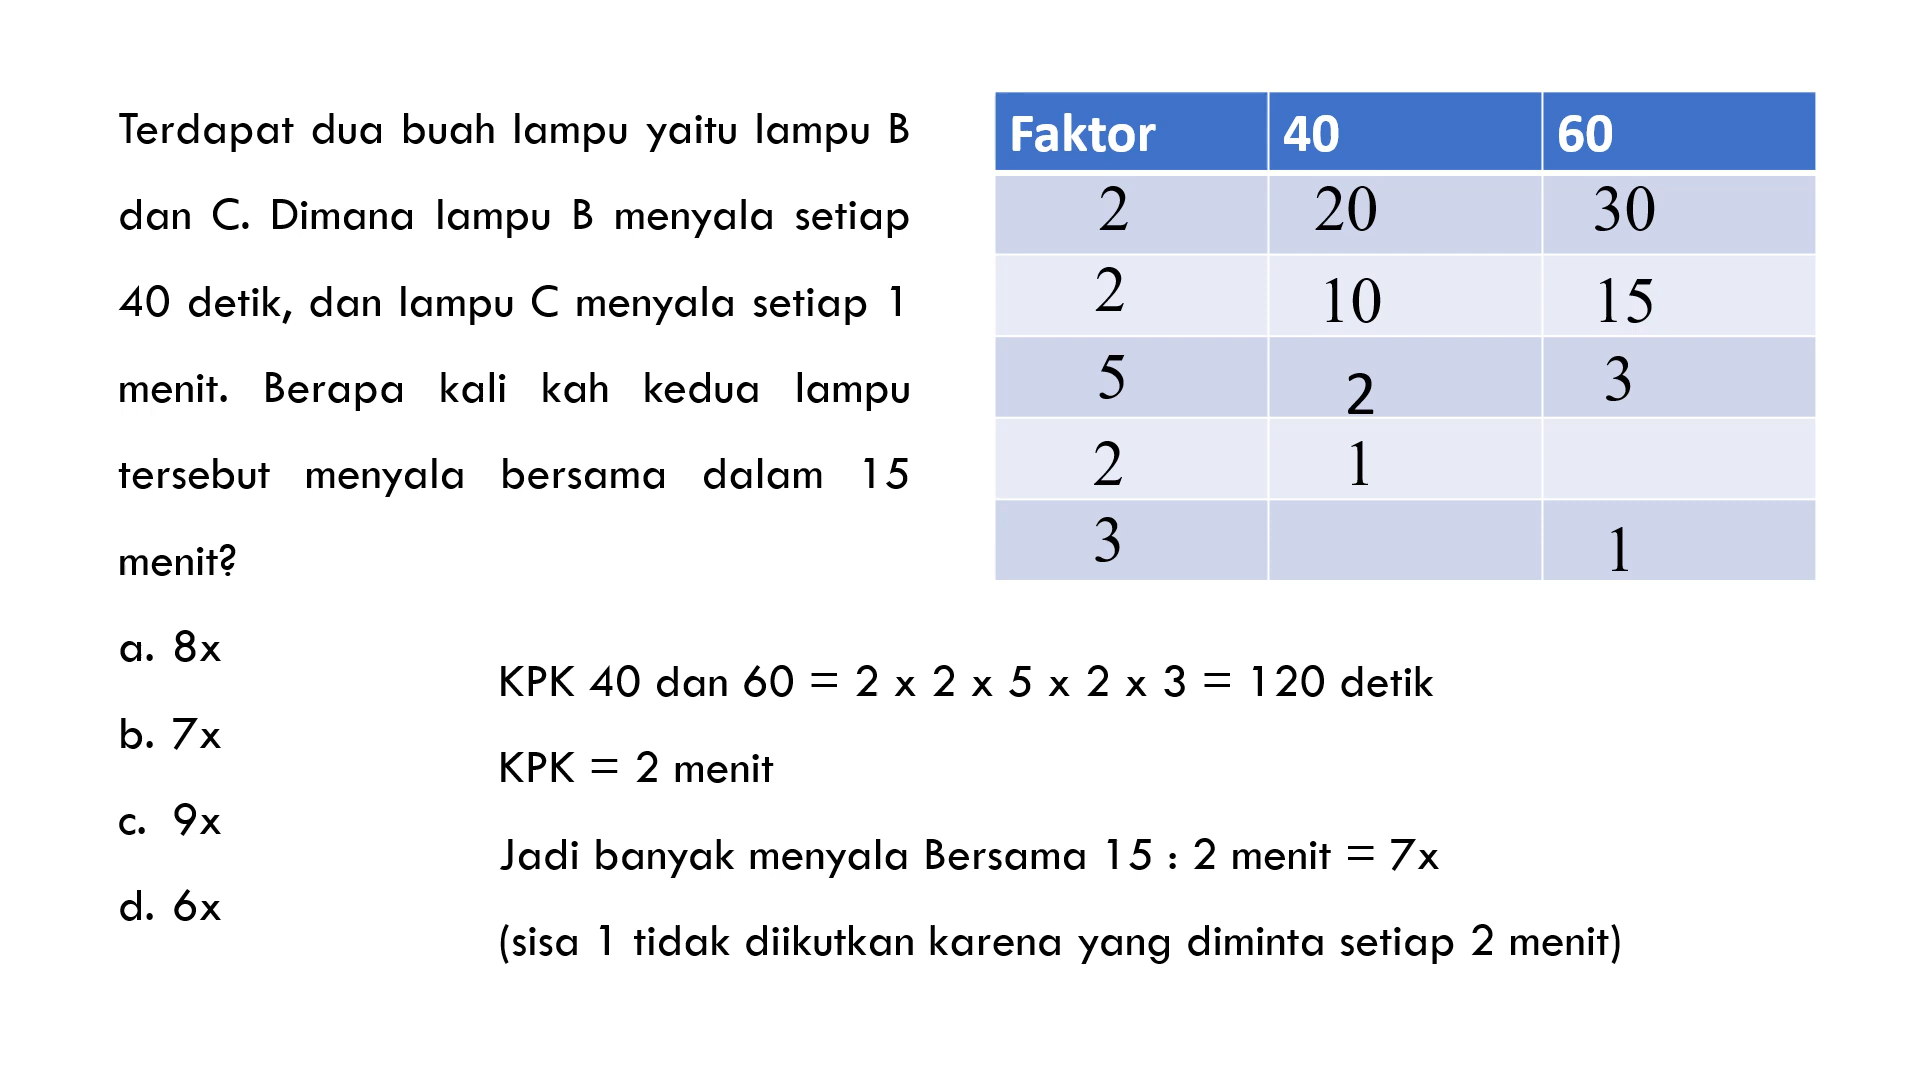 Terdapat dua buah lampu yaitu lampu B
dan C. Dimana lampu B menyala setiap
40 detik, dan lampu C menyala setiap 1
menit. Berapa kali kah kedua lampu
tersebut menyala bersama dalam 15
menit?
a. 8x
b. 7x
c. 9x
d. 6x
Faktor 40 60
2 20 30
2 10 15
5 2 3
2 1
3 1
KPK 40 dan 60 = 2 x 2 x 5 x 2 x 3 = 120 detik
KPK = 2 menit
Jadi banyak menyala Bersama 15 : 2 menit = 7x
(sisa 1 tidak diikutkan karena yang diminta setiap 2 menit)